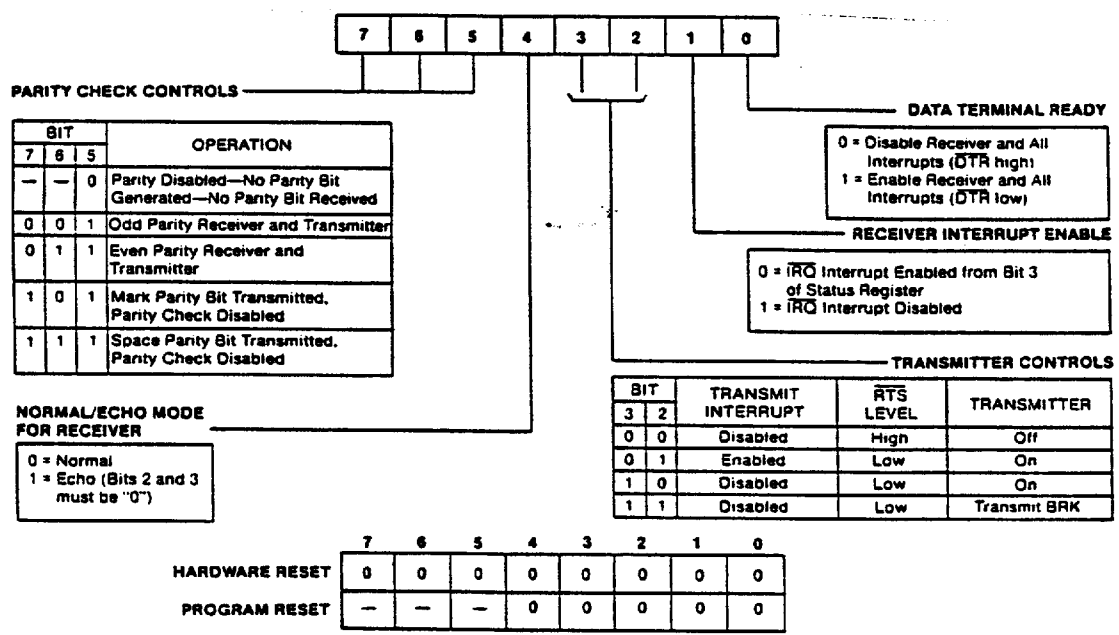 7 6 5 4 3 2 1 0
PARITY CHECK CONTROLS
BIT OPERATION
7 6 5
— — 0 Parity Disabled—No Parity Bit
Generated—No Parity Bit Received
0 0 1 Odd Parity Receiver and Transmitter
0 1 1 Even Parity Receiver and
Transmitter
1 0 1 Mark Parity Bit Transmitted,
Parity Check Disabled
1 1 1 Space Parity Bit Transmitted,
Parity Check Disabled
NORMAL/ECHO MODE
FOR RECEIVER
0 = Normal
1 = Echo (Bits 2 and 3
must be "0")
DATA TERMINAL READY
0 = Disable Receiver and All
Interrupts (D̅T̅R̅ high)
1 = Enable Receiver and All
Interrupts (D̅T̅R̅ low)
RECEIVER INTERRUPT ENABLE
0 = I̅R̅Q̅ Interrupt Enabled from Bit 3
of Status Register
1 = I̅R̅Q̅ Interrupt Disabled
TRANSMITTER CONTROLS
BIT TRANSMIT INTERRUPT R̅T̅S̅ LEVEL TRANSMITTER
3 2
0 0 Disabled High Off
0 1 Enabled Low On
1 0 Disabled Low On
1 1 Disabled Low Transmit BRK
7 6 5 4 3 2 1 0
HARDWARE RESET 0 0 0 0 0 0 0 0
PROGRAM RESET — — — 0 0 0 0 0